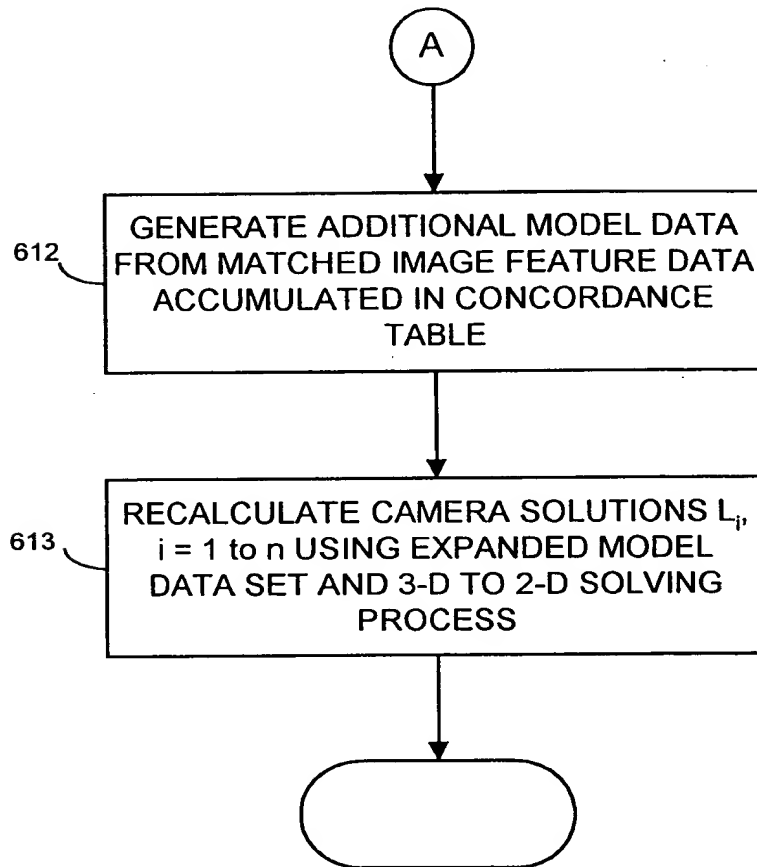 A
612
GENERATE ADDITIONAL MODEL DATA
FROM MATCHED IMAGE FEATURE DATA
ACCUMULATED IN CONCORDANCE
TABLE
613
RECALCULATE CAMERA SOLUTIONS Li,
i = 1 to n USING EXPANDED MODEL
DATA SET AND 3-D TO 2-D SOLVING
PROCESS